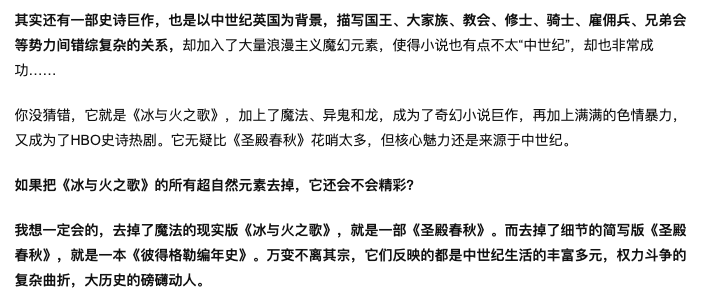 其实还有一部史诗巨作，也是以中世纪英国为背景，描写国王、大家族、教会、修士、骑士、雇佣兵、兄弟会
等势力间错综复杂的关系，却加入了大量浪漫主义魔幻元素，使得小说也有点不太“中世纪”，却也非常成
功……
你没猜错，它就是《冰与火之歌》，加上了魔法、异鬼和龙，成为了奇幻小说巨作，再加上满满的色情暴力，
又成为了HBO史诗热剧。它无疑比《圣殿春秋》花哨太多，但核心魅力还是来源于中世纪。
如果把《冰与火之歌》的所有超自然元素去掉，它还会不会精彩？
我想一定会的，去掉了魔法的现实版《冰与火之歌》，就是一部《圣殿春秋》。而去掉了细节的简写版《圣殿
春秋》，就是一本《彼得格勒编年史》。万变不离其宗，它们反映的都是中世纪生活的丰富多元，权力斗争的
复杂曲折，大历史的磅礴动人。